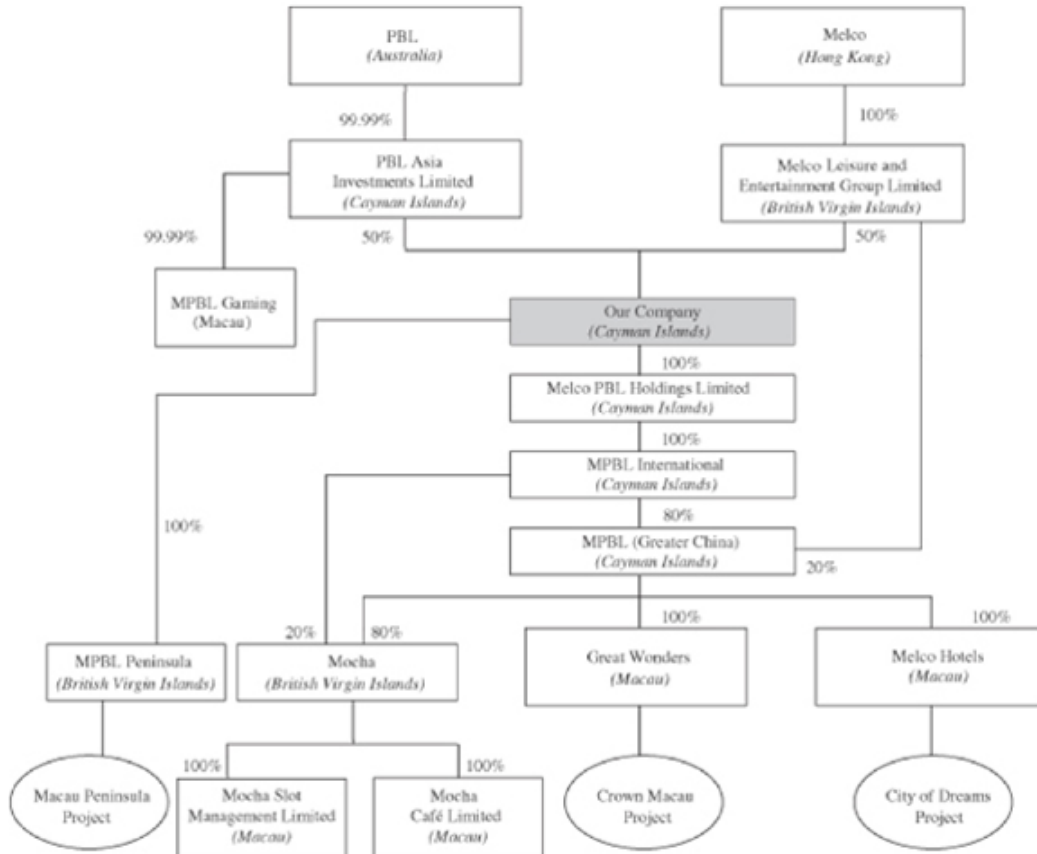 PBL
(Australia)
Melco
(Hong Kong)
99.99%
100%
PBL Asia
Investments Limited
(Cayman Islands)
Melco Leisure and
Entertainment Group Limited
(British Virgin Islands)
99.99%
50%
50%
MPBL Gaming
(Macau)
Our Company
(Cayman Islands)
100%
Melco PBL Holdings Limited
(Cayman Islands)
100%
MPBL International
(Cayman Islands)
80%
100%
MPBL (Greater China)
(Cayman Islands)
20%
20%
80%
100%
100%
MPBL Peninsula
(British Virgin Islands)
Mocha
(British Virgin Islands)
Great Wonders
(Macau)
Melco Hotels
(Macau)
100%
100%
Macau Peninsula
Project
Mocha Slot
Management Limited
(Macau)
Mocha
Café Limited
(Macau)
Crown Macau
Project
City of Dreams
Project